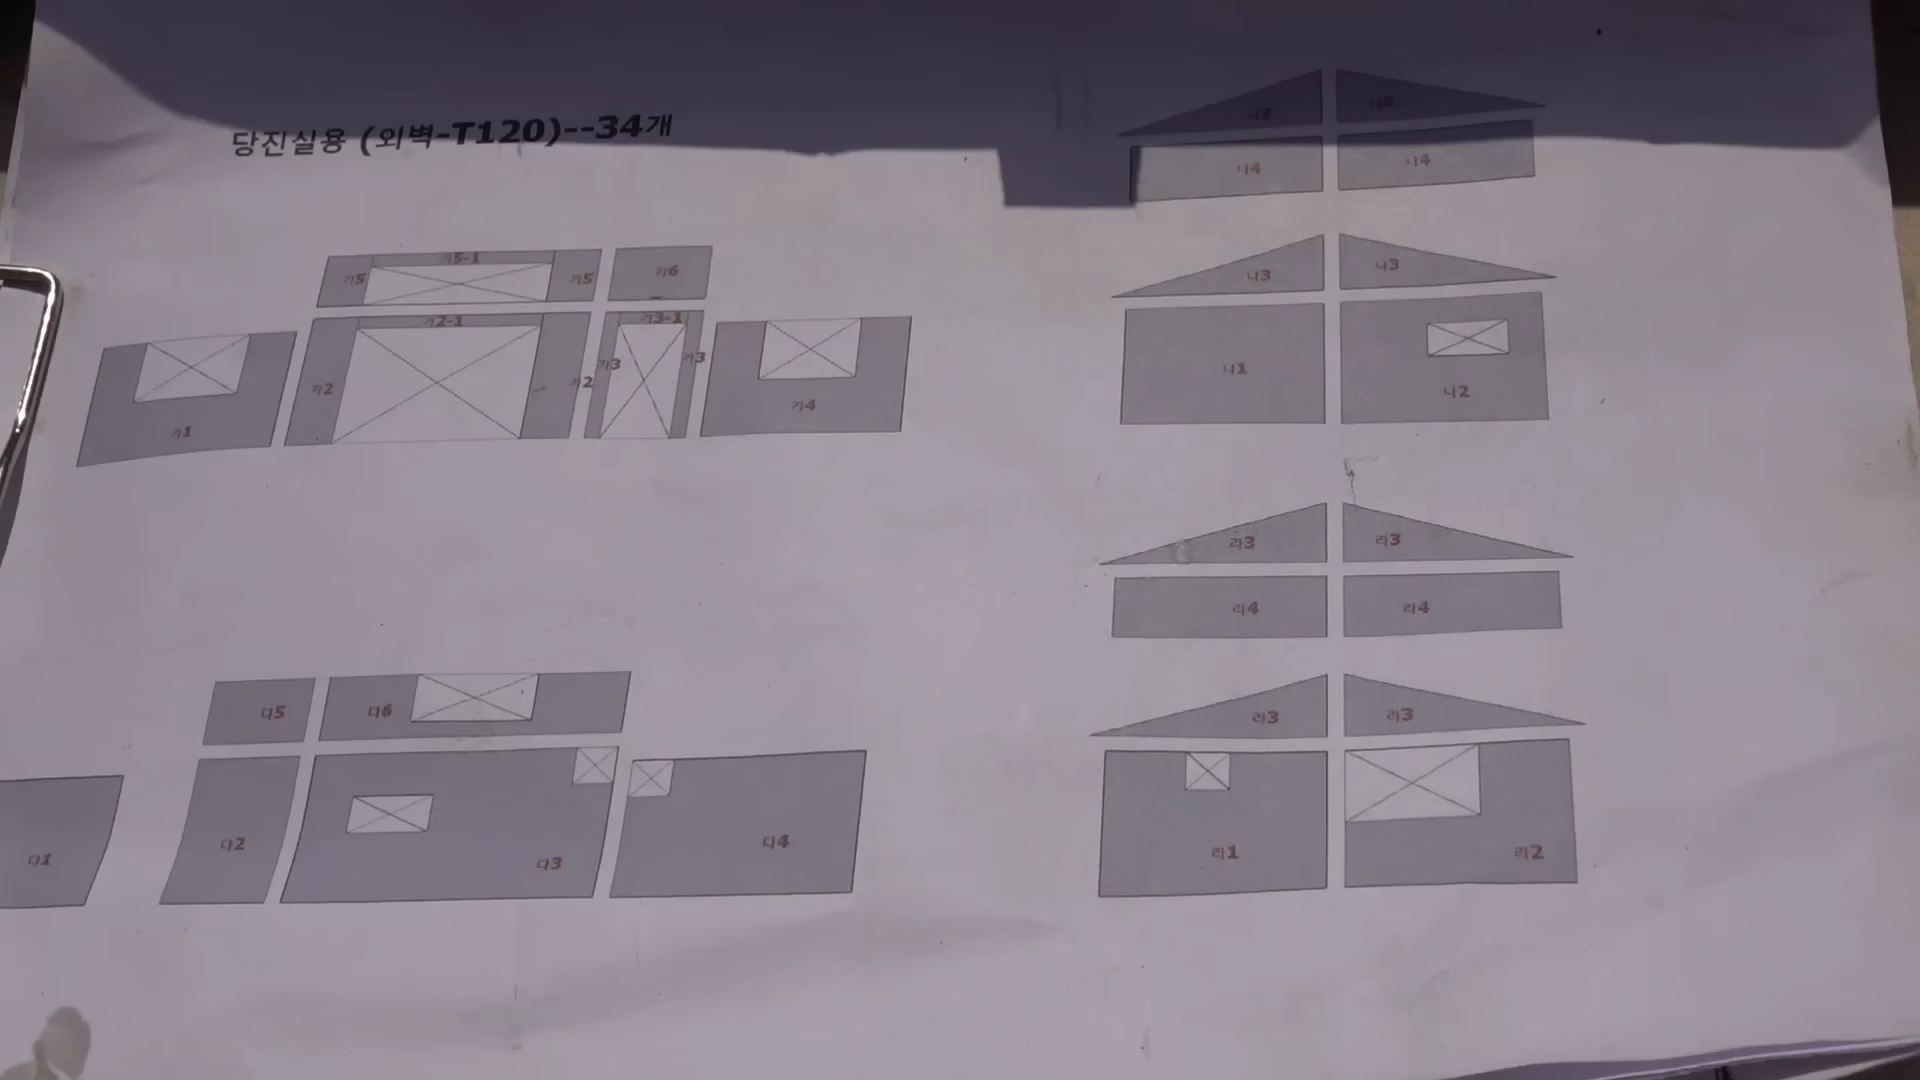 당진실용 (외벽-T120)--34개
가5 가5-1 가5 가6
가1 가2 가2-1 가2 가3 가3-1 가3 가4
나3 나3
나4 나4
나3 나3
나1 나2
다5 다6
다1 다2 다3 다4
라3 라3
라4 라4
라3 라3
라1 라2